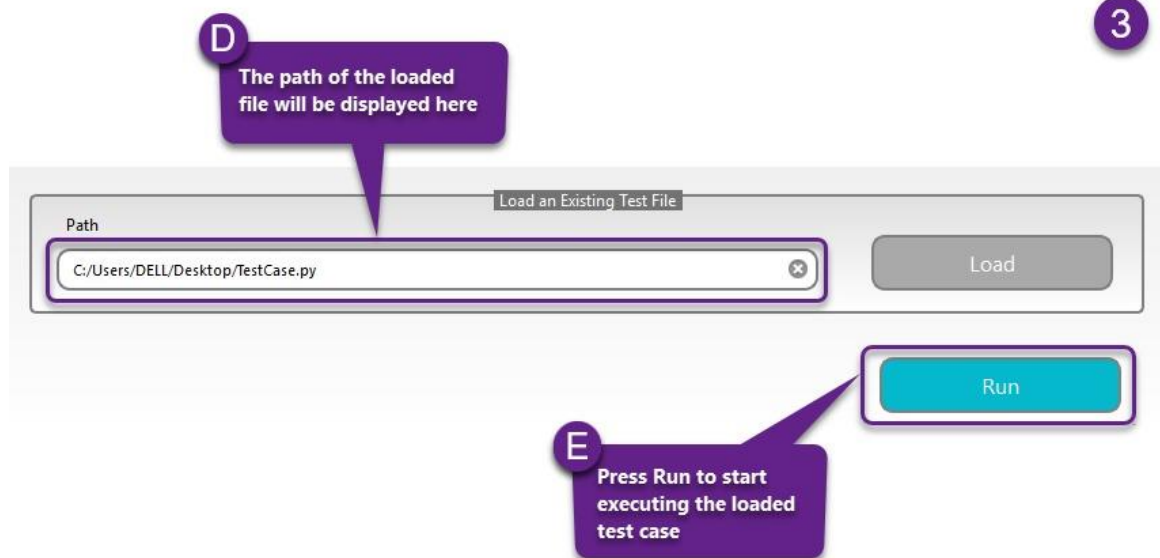 3
D
The path of the loaded
file will be displayed here
Load an Existing Test File
Path
C:/Users/DELL/Desktop/TestCase.py
Load
Run
E
Press Run to start
executing the loaded
test case